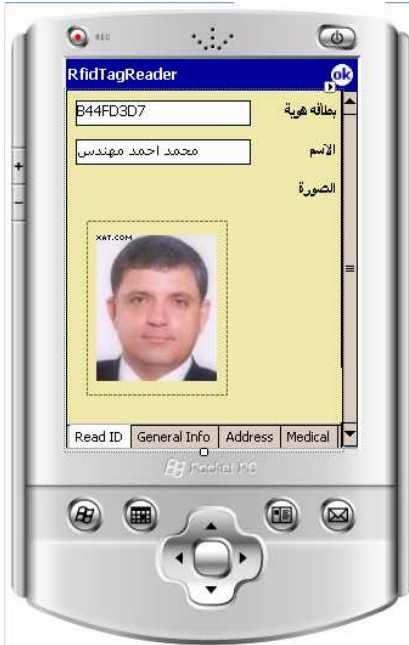 REC
RfidTagReader ok
B44FD3D7 بطاقه هوية
محمد احمد مهندس الاسم
الصورة
XAT.COM
Read ID General Info Address Medical
Pocket PC